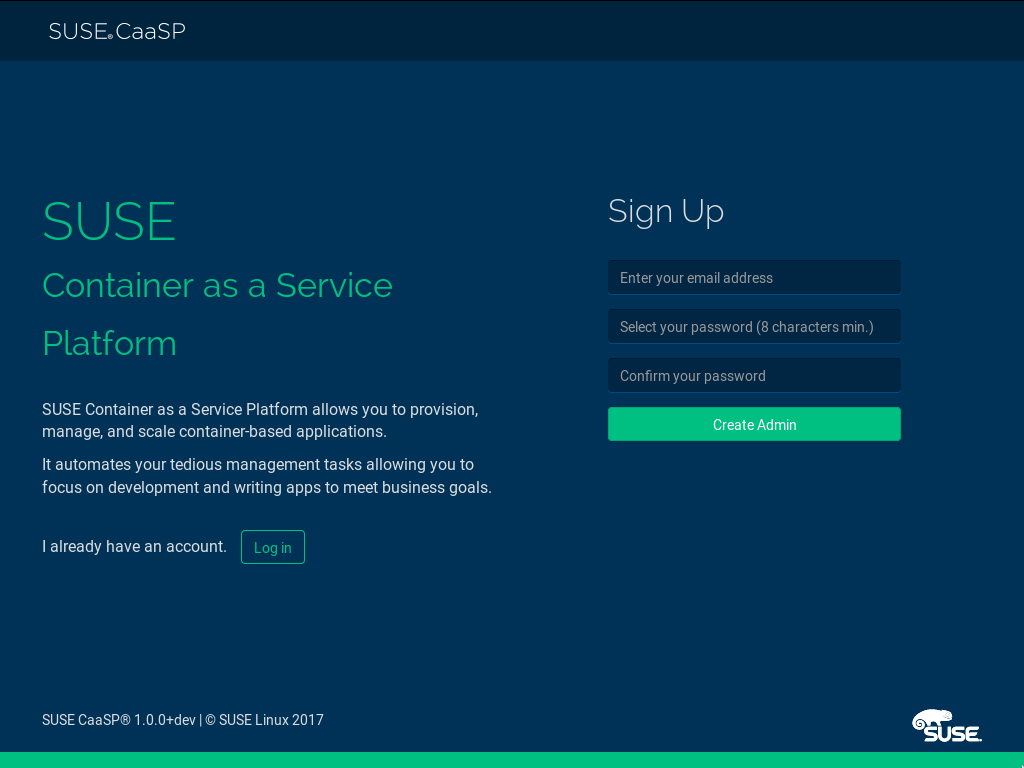 SUSE® CaaSP
SUSE
Container as a Service
Platform
SUSE Container as a Service Platform allows you to provision,
manage, and scale container-based applications.
It automates your tedious management tasks allowing you to
focus on development and writing apps to meet business goals.
I already have an account. Log in
Sign Up
Enter your email address
Select your password (8 characters min.)
Confirm your password
Create Admin
SUSE CaaSP® 1.0.0+dev | © SUSE Linux 2017
SUSE